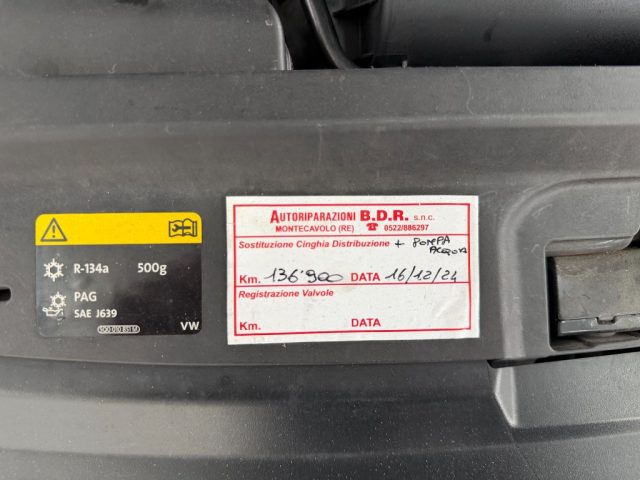 R-134a 500g
PAG
SAE J639
VW
AUTORIPARAZIONI B.D.R. s.n.c.
MONTECAVOLO (RE) ☎ 0522/886297
Sostituzione Cinghia Distribuzione + POMPA
ACQUA
Km. 136'900 DATA 16/12/24
Registrazione Valvole
Km. DATA